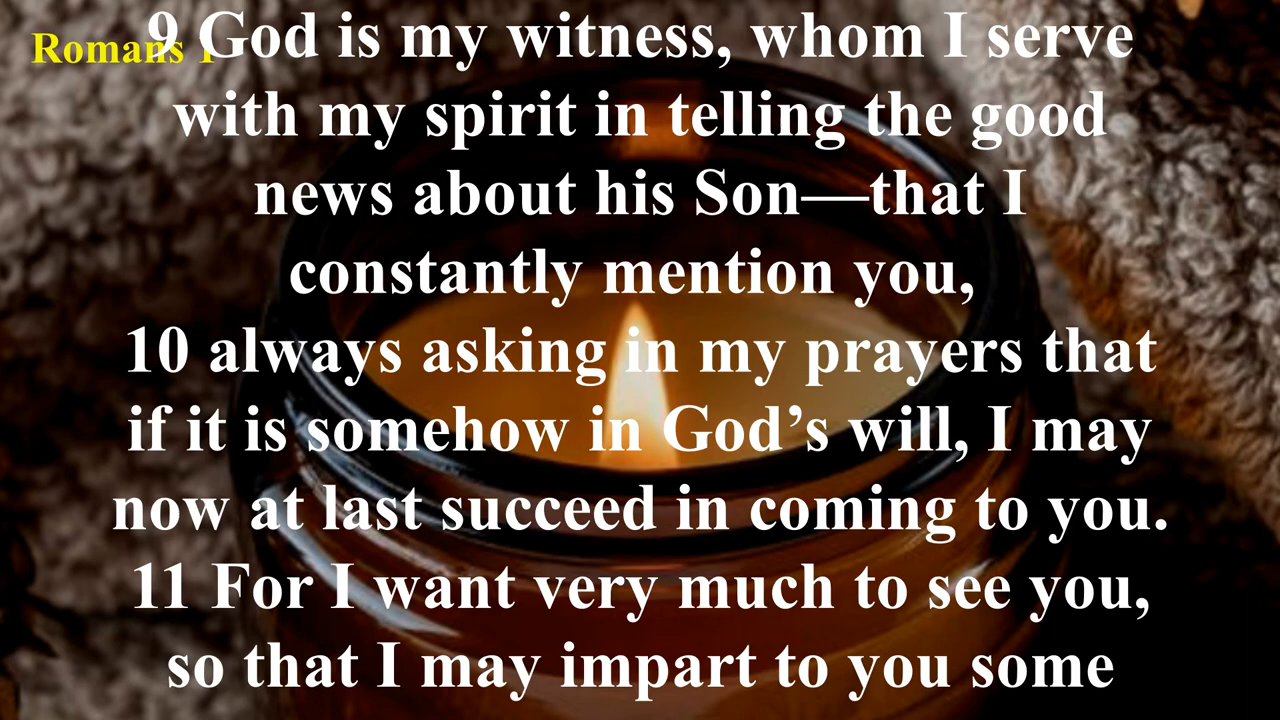 Romans 1
9 God is my witness, whom I serve
with my spirit in telling the good
news about his Son—that I
constantly mention you,
10 always asking in my prayers that
if it is somehow in God’s will, I may
now at last succeed in coming to you.
11 For I want very much to see you,
so that I may impart to you some